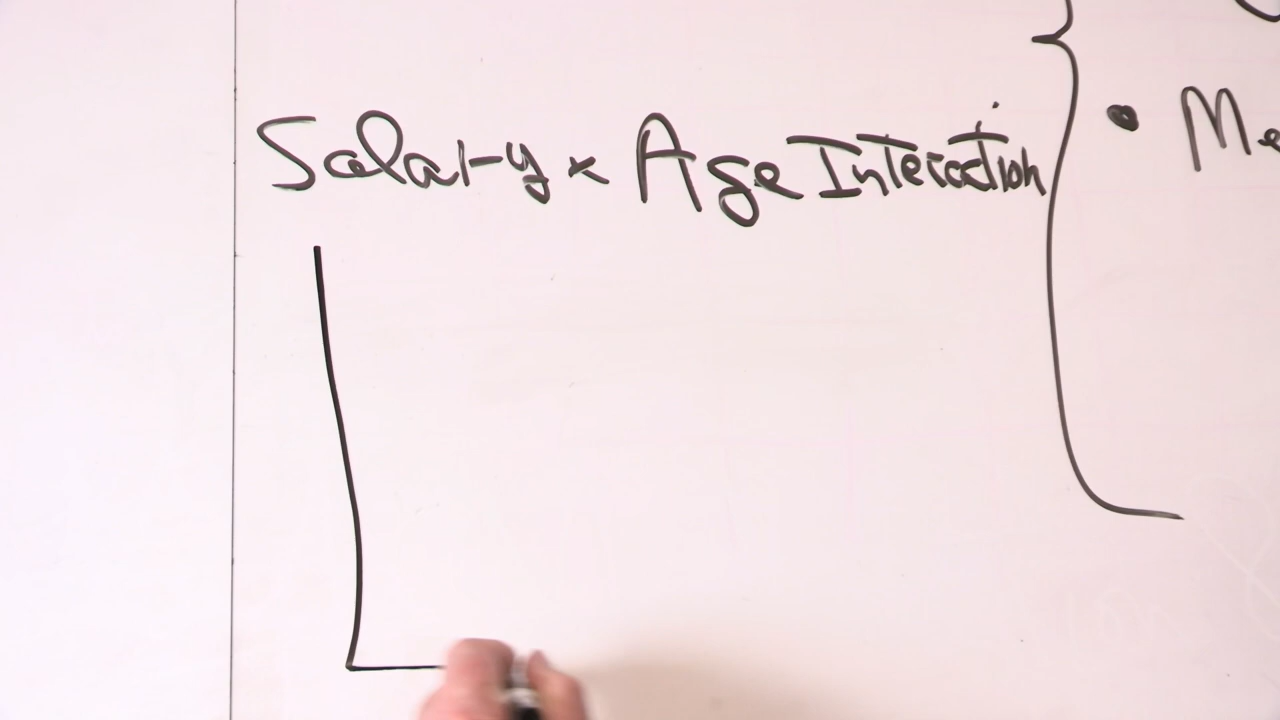 Salary x Age Interaction
• Me